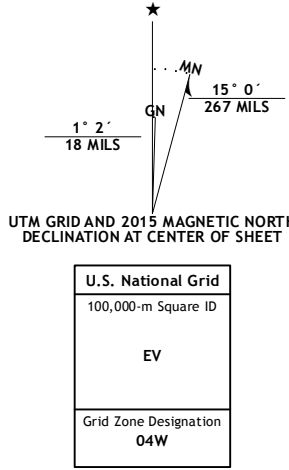 MN
GN
15° 0´
267 MILS
1° 2´
18 MILS
UTM GRID AND 2015 MAGNETIC NORTH
DECLINATION AT CENTER OF SHEET
U.S. National Grid
100,000-m Square ID
EV
Grid Zone Designation
04W